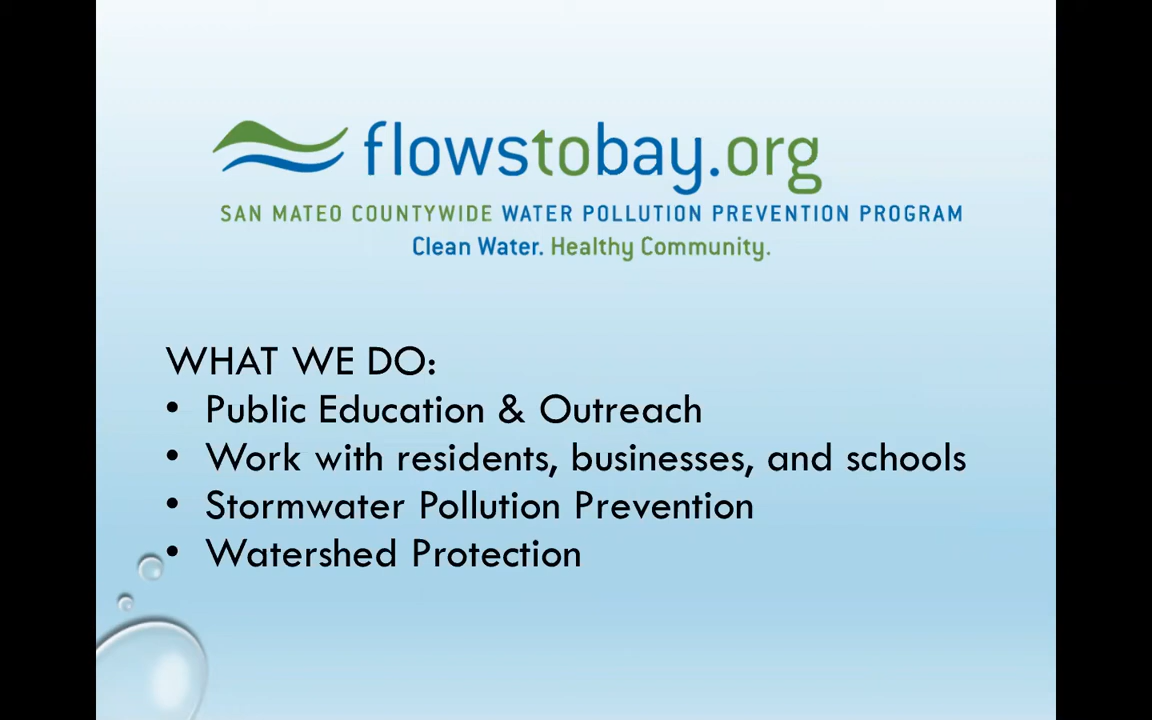 flowstobay.org
SAN MATEO COUNTYWIDE WATER POLLUTION PREVENTION PROGRAM
Clean Water. Healthy Community.
WHAT WE DO:
• Public Education & Outreach
• Work with residents, businesses, and schools
• Stormwater Pollution Prevention
• Watershed Protection